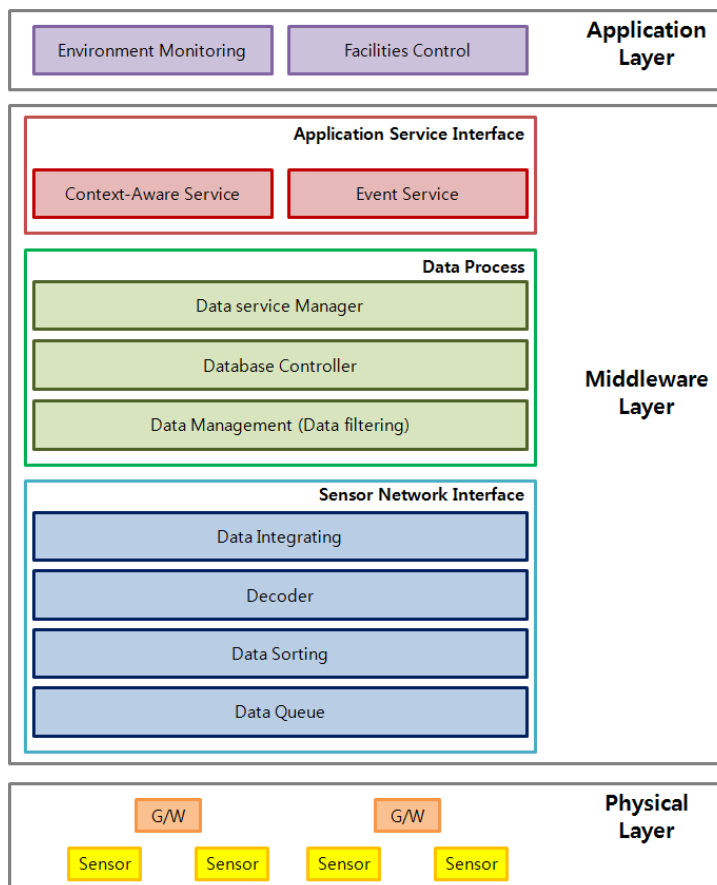 Environment Monitoring
Facilities Control
Application
Layer
Application Service Interface
Context-Aware Service
Event Service
Data Process
Data service Manager
Database Controller
Data Management (Data filtering)
Middleware
Layer
Sensor Network Interface
Data Integrating
Decoder
Data Sorting
Data Queue
Physical
Layer
G/W
G/W
Sensor
Sensor
Sensor
Sensor